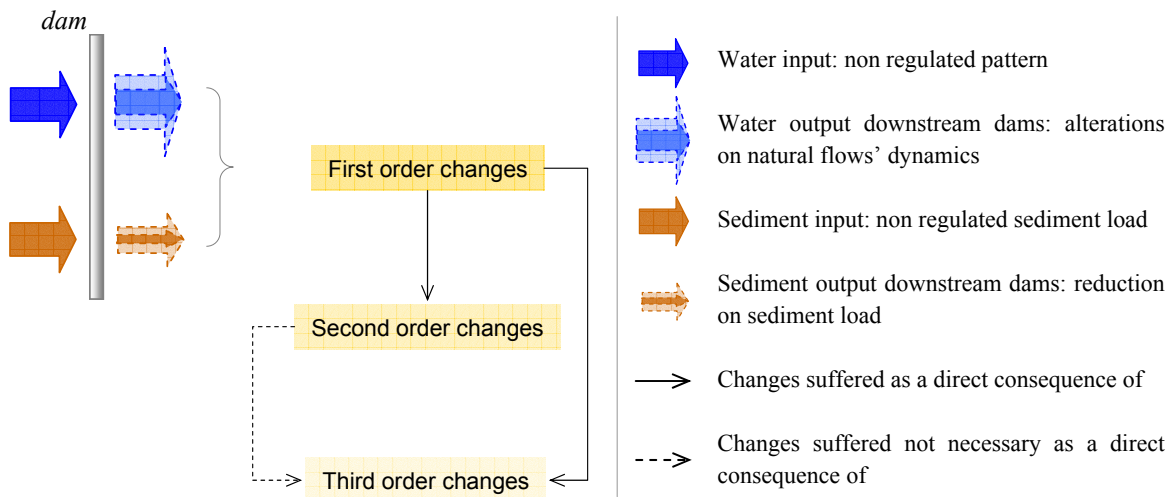 dam
First order changes
Second order changes
Third order changes
Water input: non regulated pattern
Water output downstream dams: alterations
on natural flows’ dynamics
Sediment input: non regulated sediment load
Sediment output downstream dams: reduction
on sediment load
Changes suffered as a direct consequence of
Changes suffered not necessary as a direct
consequence of